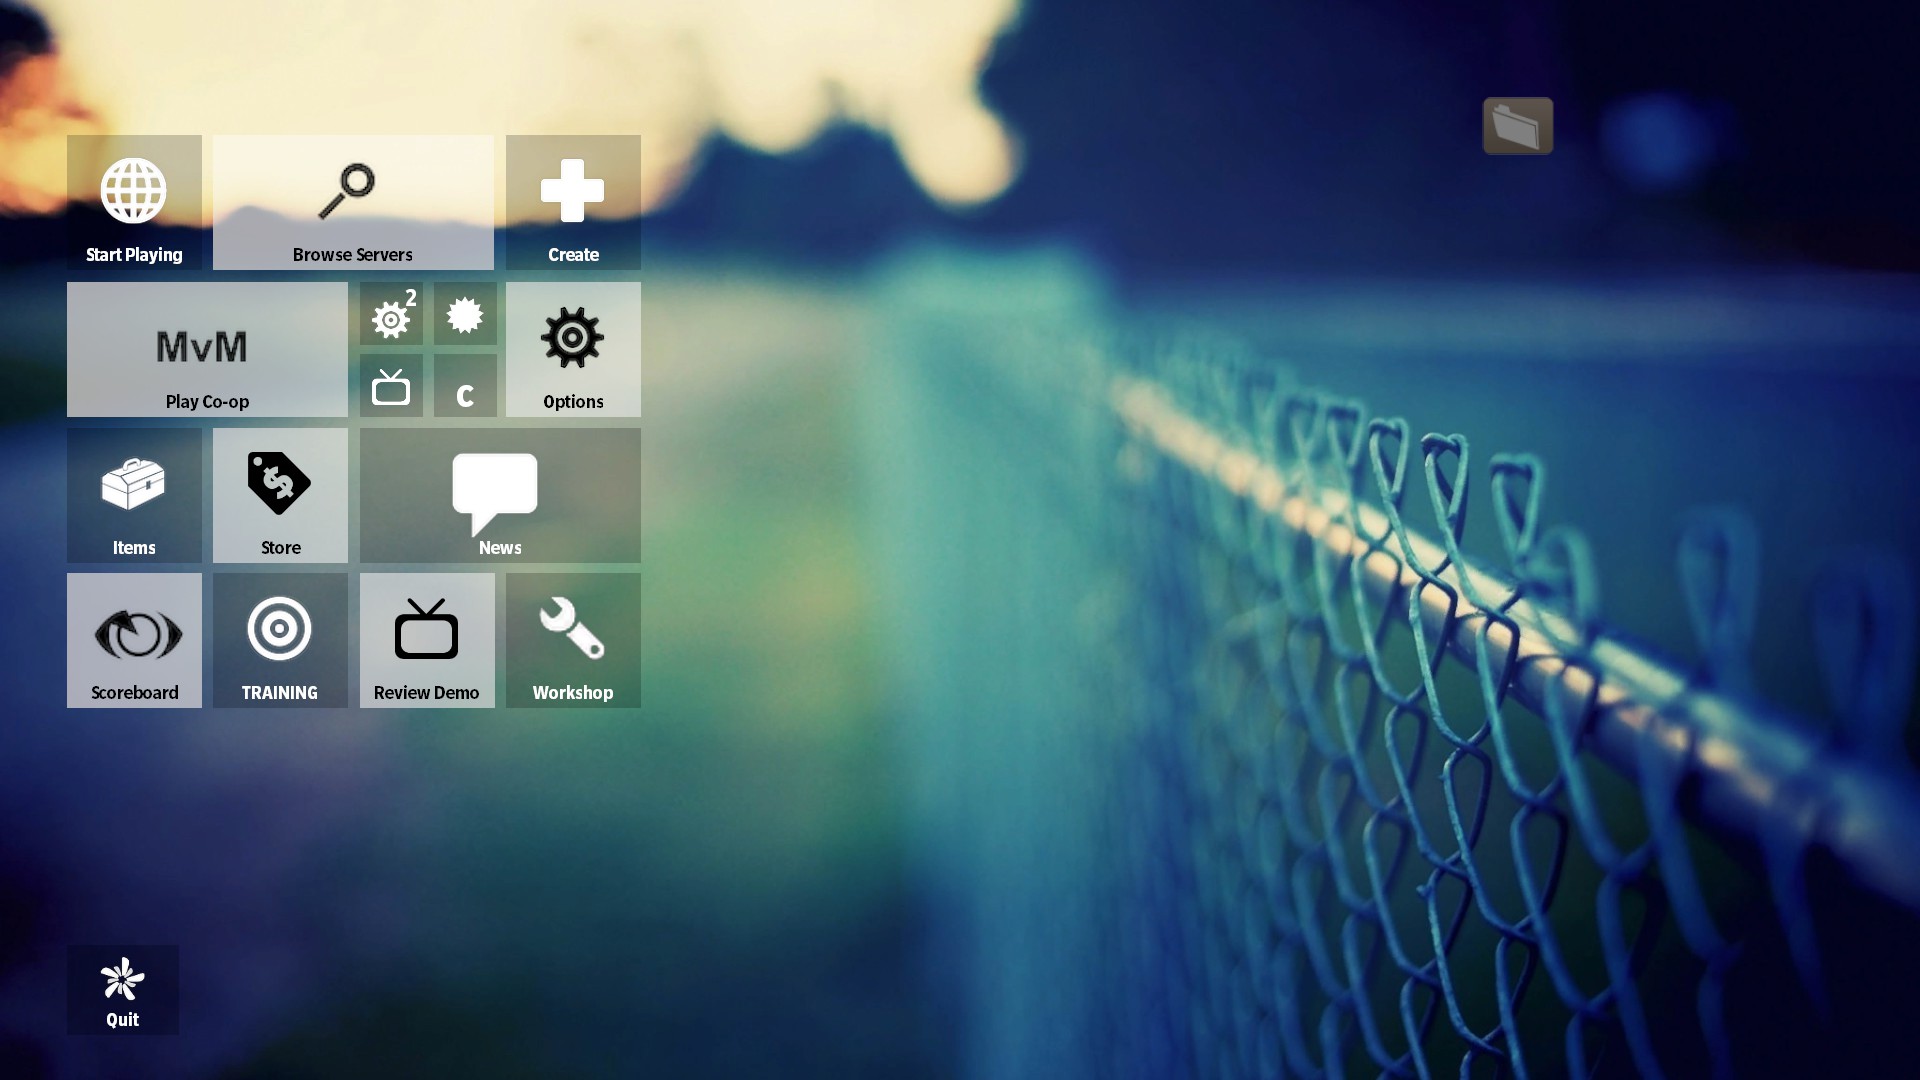 Start Playing
Browse Servers
Create
MvM
Play Co-op
2
C
Options
Items
$
Store
News
Scoreboard
TRAINING
Review Demo
Workshop
Quit